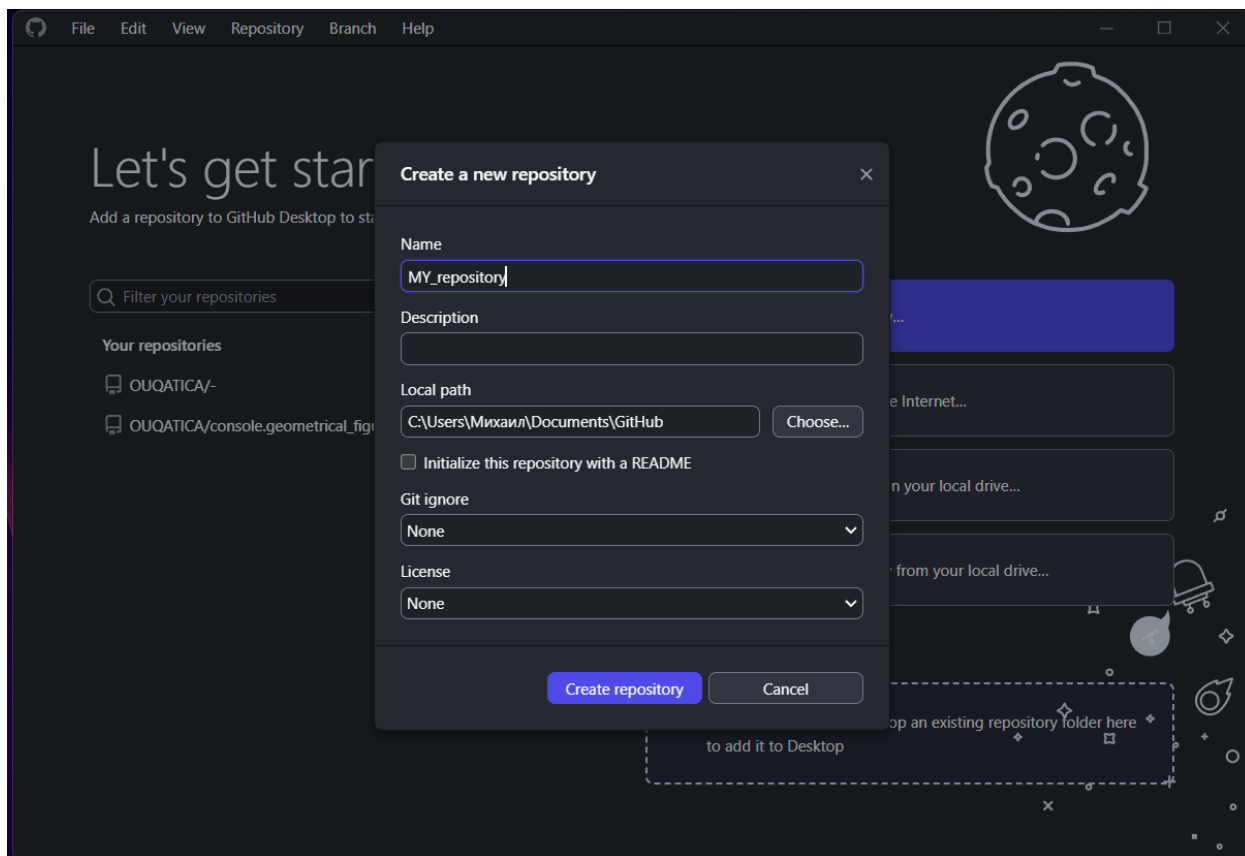 File Edit View Repository Branch Help
Let's get star
Add a repository to GitHub Desktop to sta
Filter your repositories
Your repositories
OUQATICA/-
OUQATICA/console.geometrical_figu
Create a new repository
Name
MY_repository
Description
Local path
C:\Users\Михаил\Documents\GitHub
Choose...
Initialize this repository with a README
Git ignore
None
License
None
Create repository
Cancel
...
e Internet...
n your local drive...
from your local drive...
op an existing repository folder here
to add it to Desktop